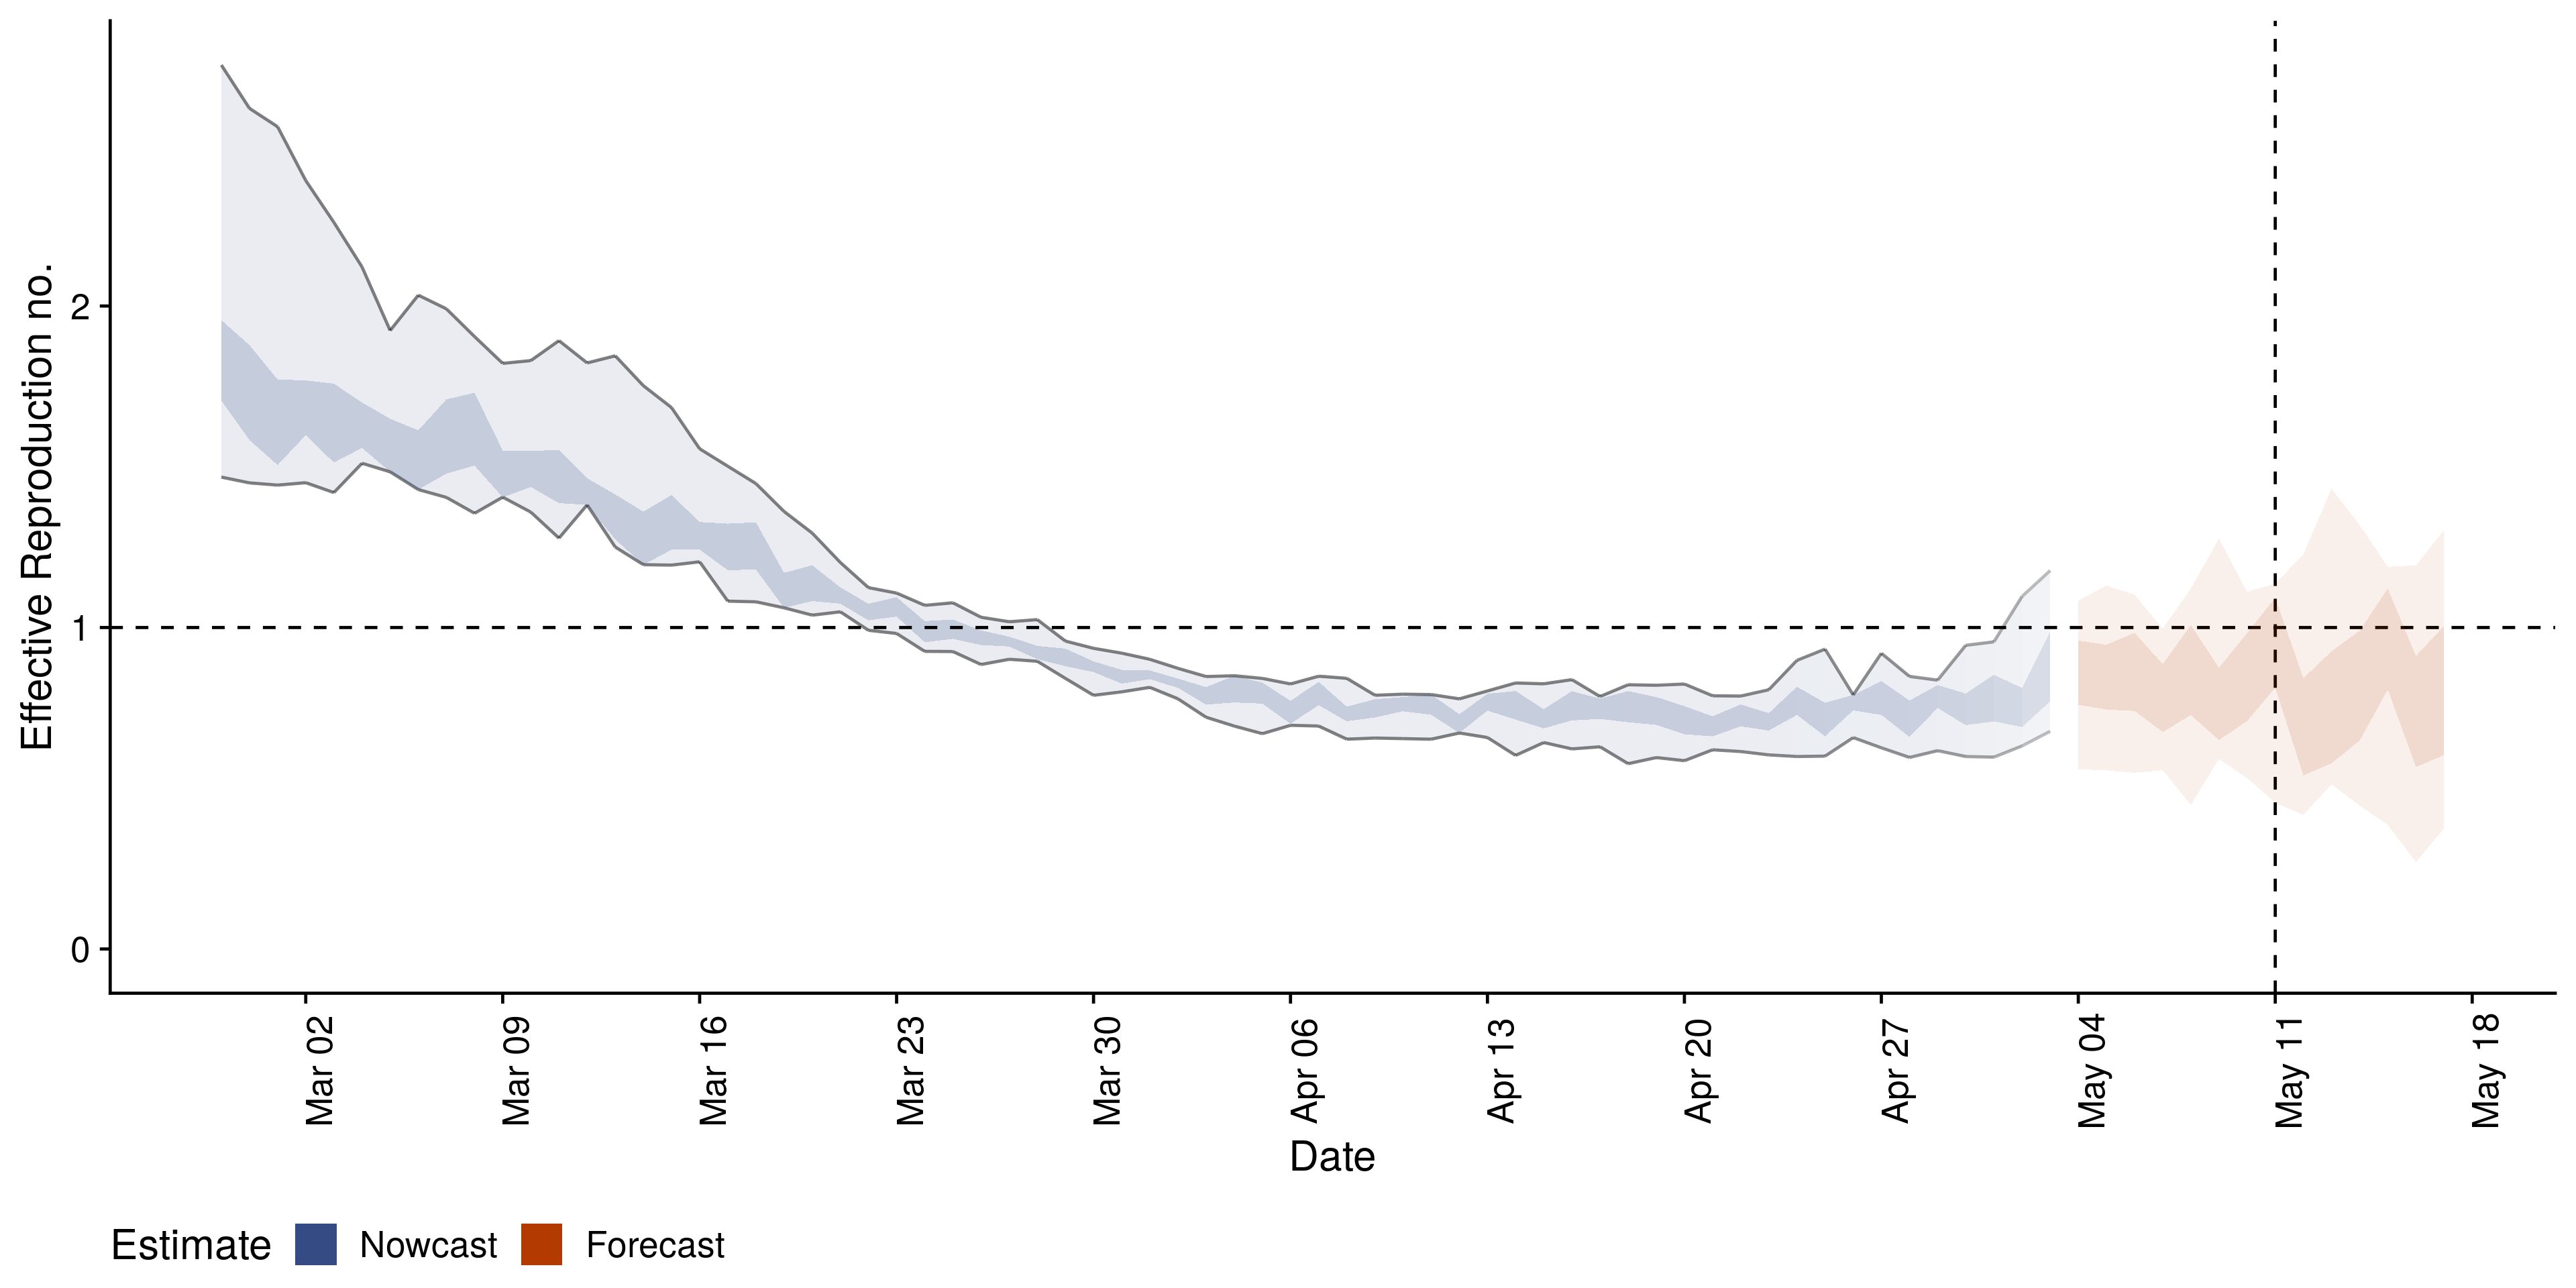 Effective Reproduction no.
2
1
0
Mar 02
Mar 09
Mar 16
Mar 23
Mar 30
Apr 06
Apr 13
Apr 20
Apr 27
May 04
May 11
May 18
Date
Estimate Nowcast Forecast